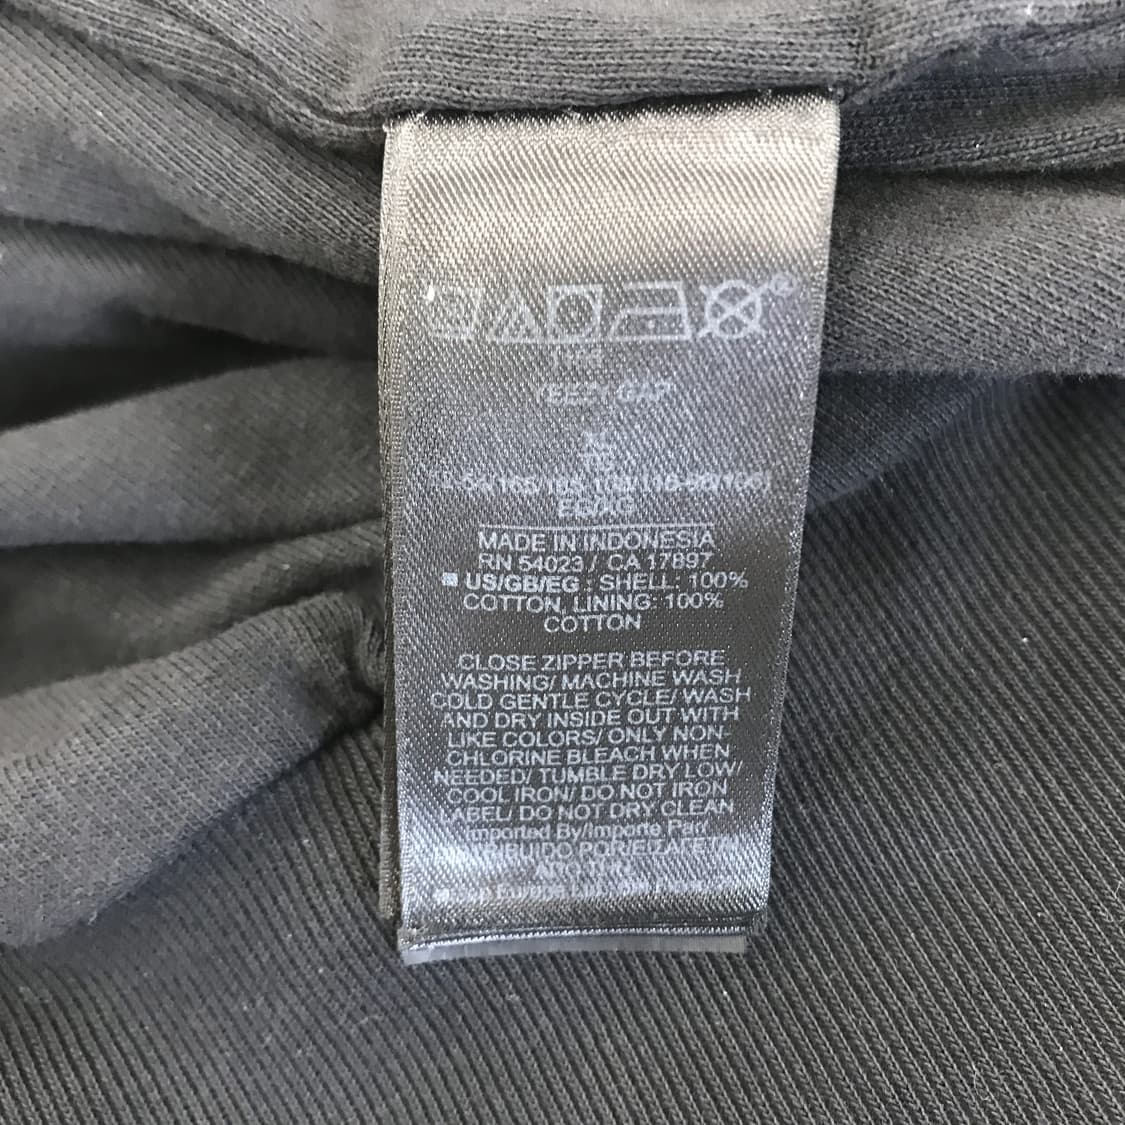 YEEZY GAP
XL
EG/XG
MADE IN INDONESIA
RN 54023 / CA 17897
US/GB/EG : SHELL: 100%
COTTON, LINING: 100%
COTTON
CLOSE ZIPPER BEFORE
WASHING/ MACHINE WASH
COLD GENTLE CYCLE/ WASH
AND DRY INSIDE OUT WITH
LIKE COLORS/ ONLY NON-
CHLORINE BLEACH WHEN
NEEDED/ TUMBLE DRY LOW/
COOL IRON/ DO NOT IRON
LABEL/ DO NOT DRY CLEAN
Imported By/Importe Par/